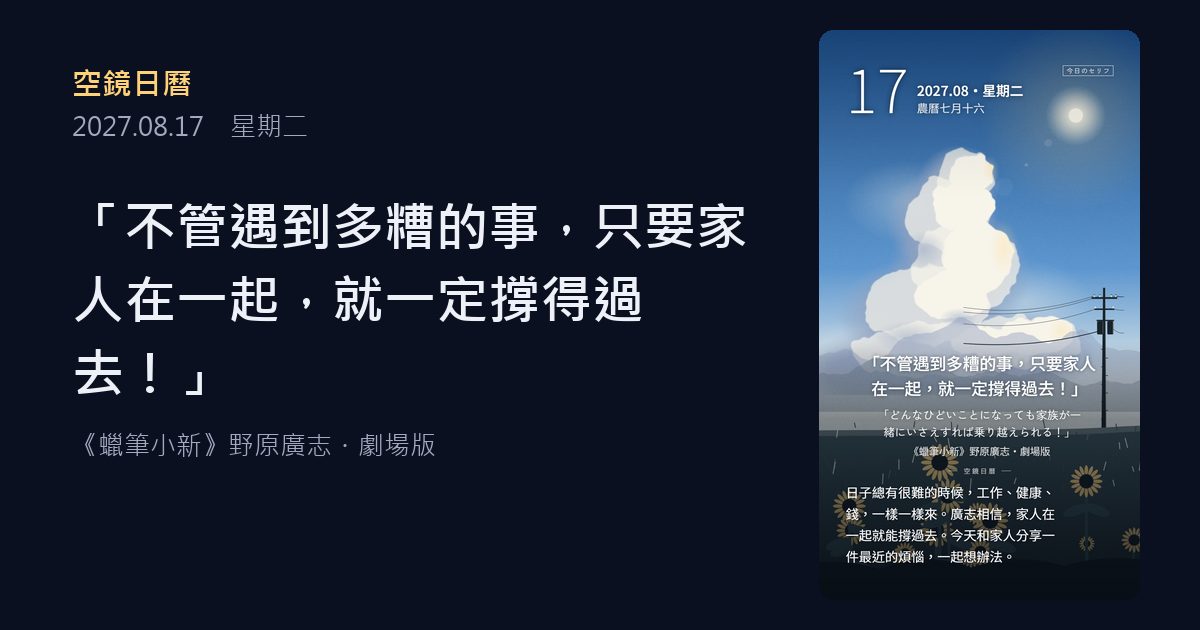 空鏡日曆
2027.08.17 星期二
「不管遇到多糟的事，只要家
人在一起，就一定撐得過
去！」
《蠟筆小新》野原廣志・劇場版
今日のセリフ
17
2027.08・星期二
農曆七月十六
「不管遇到多糟的事，只要家人
在一起，就一定撐得過去！」
「どんなひどいことになっても家族が一
緒にいさえすれば乗り越えられる！」
《蠟筆小新》野原廣志・劇場版
空鏡日曆 —
日子總有很難的時候，工作、健康、
錢，一樣一樣來。廣志相信，家人在
一起就能撐過去。今天和家人分享一
件最近的煩惱，一起想辦法。